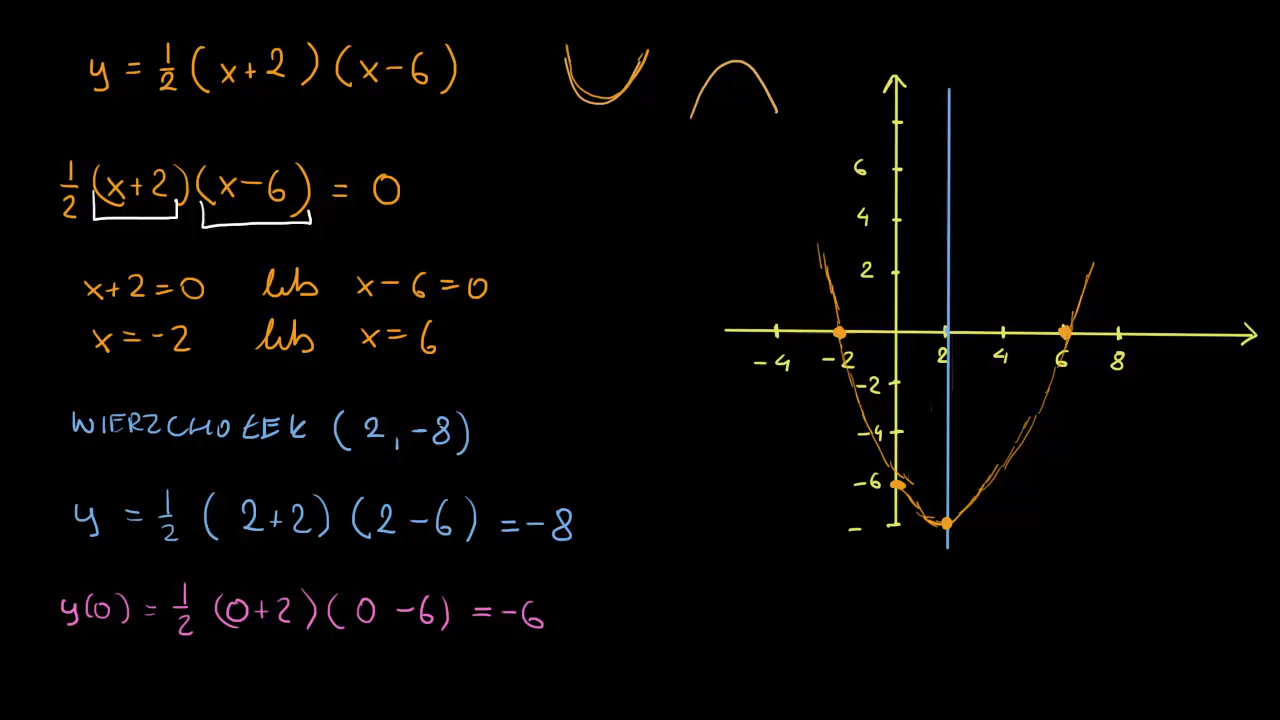 y = 1/2 (x+2)(x-6)
1/2 (x+2)(x-6) = 0
x+2=0 lub x-6=0
x=-2 lub x=6
WIERZCHOŁEK (2, -8)
y = 1/2 (2+2)(2-6) = -8
y(0) = 1/2 (0+2)(0-6) = -6
6
4
2
-4 -2 2 4 6 8
-2
-4
-6
-